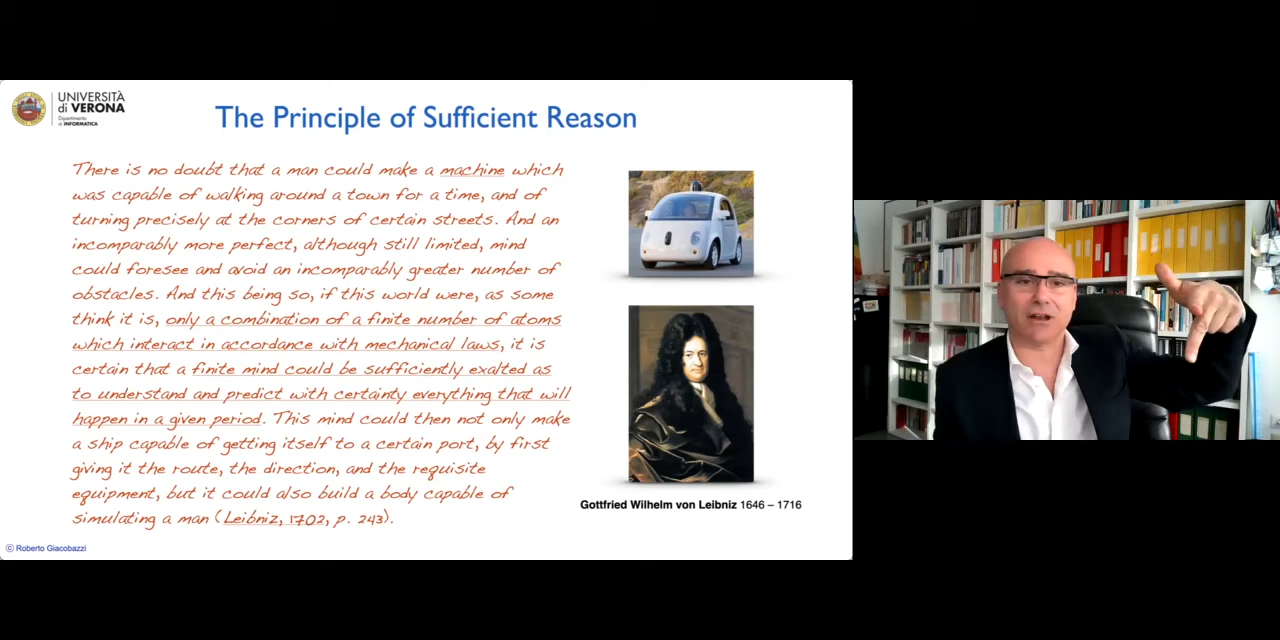 UNIVERSITÀ
di VERONA
Dipartimento
di INFORMATICA
The Principle of Sufficient Reason
There is no doubt that a man could make a machine which
was capable of walking around a town for a time, and of
turning precisely at the corners of certain streets. And an
incomparably more perfect, although still limited, mind
could foresee and avoid an incomparably greater number of
obstacles. And this being so, if this world were, as some
think it is, only a combination of a finite number of atoms
which interact in accordance with mechanical laws, it is
certain that a finite mind could be sufficiently exalted as
to understand and predict with certainty everything that will
happen in a given period. This mind could then not only make
a ship capable of getting itself to a certain port, by first
giving it the route, the direction, and the requisite
equipment, but it could also build a body capable of
simulating a man (Leibniz, 1702, p. 243).
Gottfried Wilhelm von Leibniz 1646 – 1716
© Roberto Giacobazzi